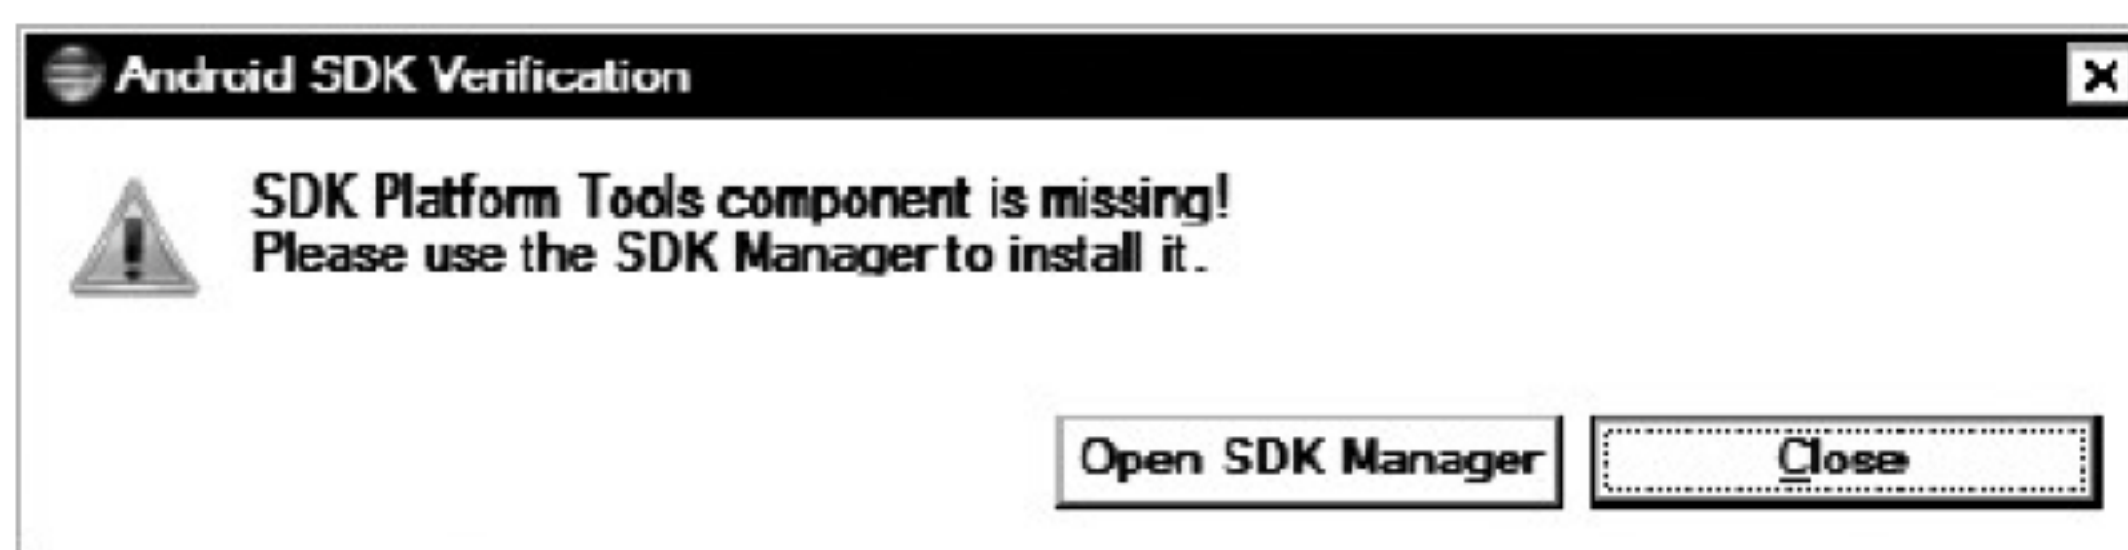 Android SDK Verification
SDK Platform Tools component is missing!
Please use the SDK Manager to install it.
Open SDK Manager
Close